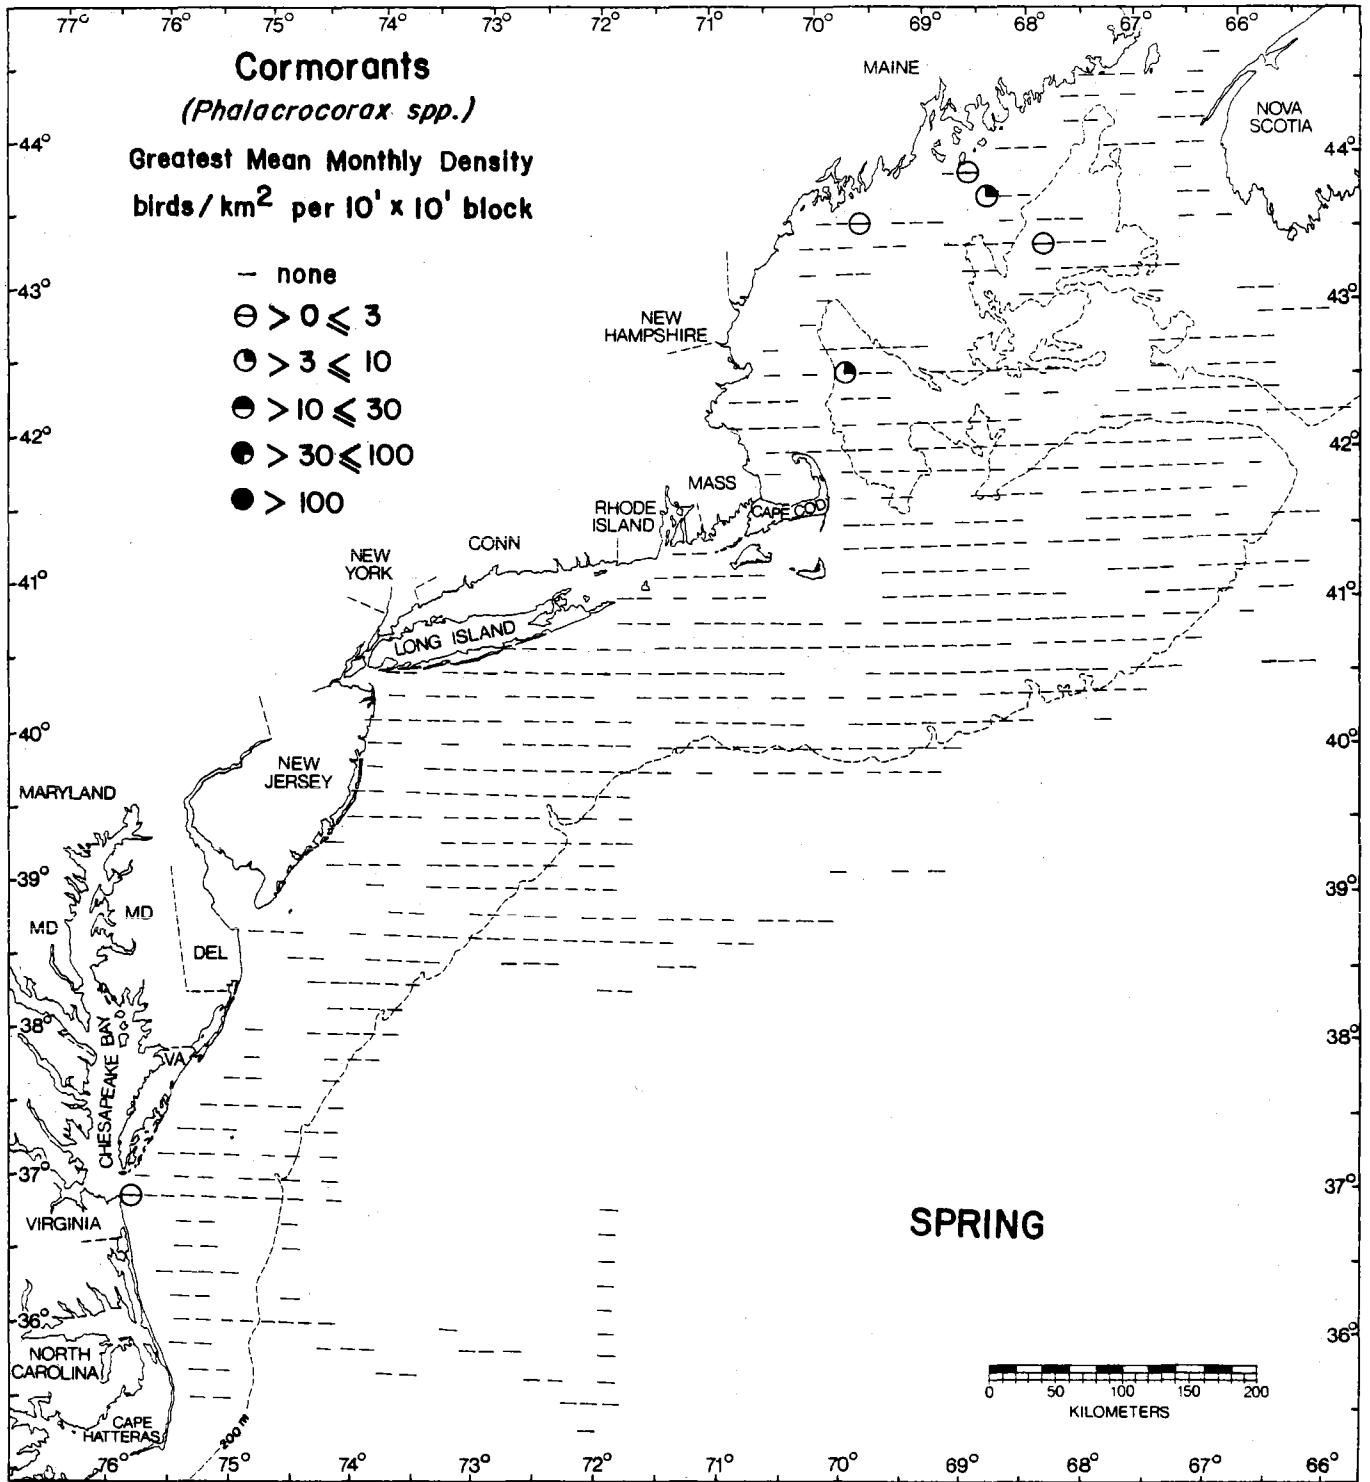 77° 76° 75° 74° 73° 72° 71° 70° 69° 68° 67° 66°
Cormorants
(Phalacrocorax spp.)
Greatest Mean Monthly Density
birds/km² per 10' x 10' block
– none
> 0 ⩽ 3
> 3 ⩽ 10
> 10 ⩽ 30
> 30 ⩽ 100
> 100
MAINE
NOVA
SCOTIA
44° 44°
43° 43°
NEW
HAMPSHIRE
42° 42°
MASS
CAPE COD
RHODE
ISLAND
CONN
NEW
YORK
41° 41°
LONG ISLAND
40° 40°
NEW
JERSEY
MARYLAND
39° 39°
MD
MD
DEL
38° 38°
CHESAPEAKE BAY
VA
37° 37°
VIRGINIA
SPRING
36° 36°
NORTH
CAROLINA
CAPE
HATTERAS
200 m
0 50 100 150 200
KILOMETERS
76° 75° 74° 73° 72° 71° 70° 69° 68° 67° 66°